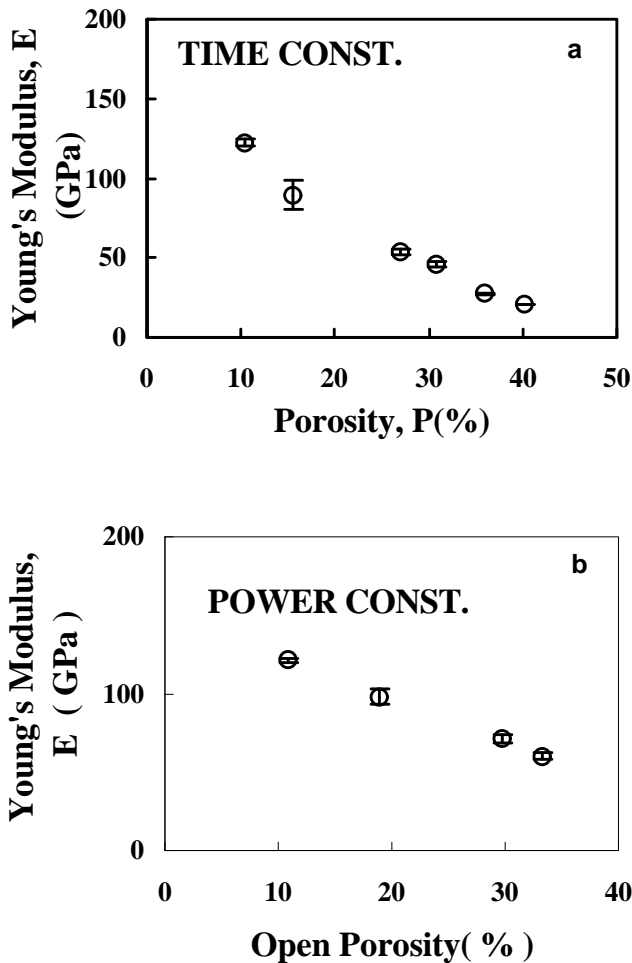 200
150
100
50
0
Young's Modulus, E
(GPa)
TIME CONST.
a
0 10 20 30 40 50
Porosity, P(%)
200
100
0
Young's Modulus,
E ( GPa )
POWER CONST.
b
0 10 20 30 40
Open Porosity( % )